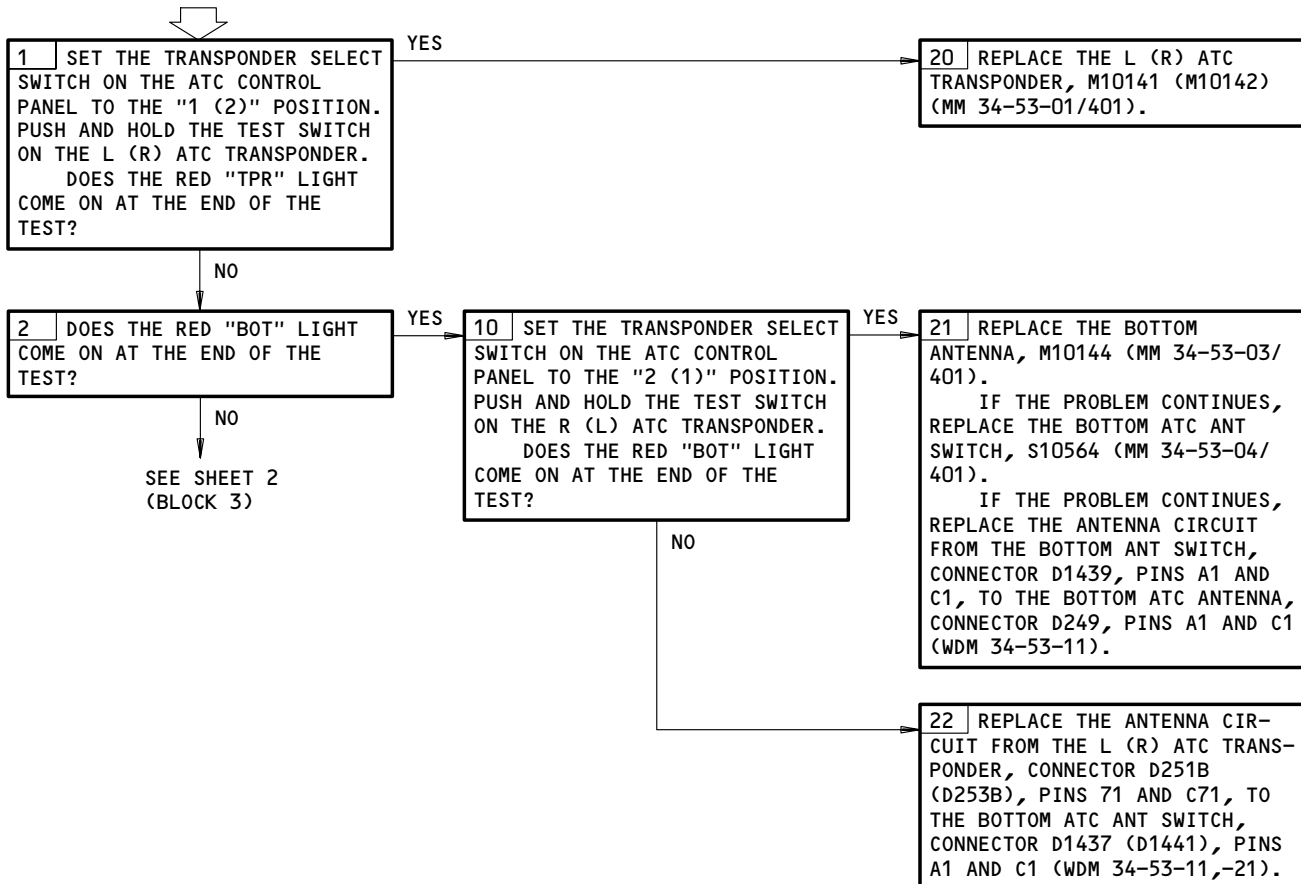 1 SET THE TRANSPONDER SELECT
SWITCH ON THE ATC CONTROL
PANEL TO THE "1 (2)" POSITION.
PUSH AND HOLD THE TEST SWITCH
ON THE L (R) ATC TRANSPONDER.
DOES THE RED "TPR" LIGHT
COME ON AT THE END OF THE
TEST?
YES
20 REPLACE THE L (R) ATC
TRANSPONDER, M10141 (M10142)
(MM 34-53-01/401).
NO
2 DOES THE RED "BOT" LIGHT
COME ON AT THE END OF THE
TEST?
YES
NO
SEE SHEET 2
(BLOCK 3)
10 SET THE TRANSPONDER SELECT
SWITCH ON THE ATC CONTROL
PANEL TO THE "2 (1)" POSITION.
PUSH AND HOLD THE TEST SWITCH
ON THE R (L) ATC TRANSPONDER.
DOES THE RED "BOT" LIGHT
COME ON AT THE END OF THE
TEST?
YES
21 REPLACE THE BOTTOM
ANTENNA, M10144 (MM 34-53-03/
401).
IF THE PROBLEM CONTINUES,
REPLACE THE BOTTOM ATC ANT
SWITCH, S10564 (MM 34-53-04/
401).
IF THE PROBLEM CONTINUES,
REPLACE THE ANTENNA CIRCUIT
FROM THE BOTTOM ANT SWITCH,
CONNECTOR D1439, PINS A1 AND
C1, TO THE BOTTOM ATC ANTENNA,
CONNECTOR D249, PINS A1 AND C1
(WDM 34-53-11).
NO
22 REPLACE THE ANTENNA CIR-
CUIT FROM THE L (R) ATC TRANS-
PONDER, CONNECTOR D251B
(D253B), PINS 71 AND C71, TO
THE BOTTOM ATC ANT SWITCH,
CONNECTOR D1437 (D1441), PINS
A1 AND C1 (WDM 34-53-11,-21).